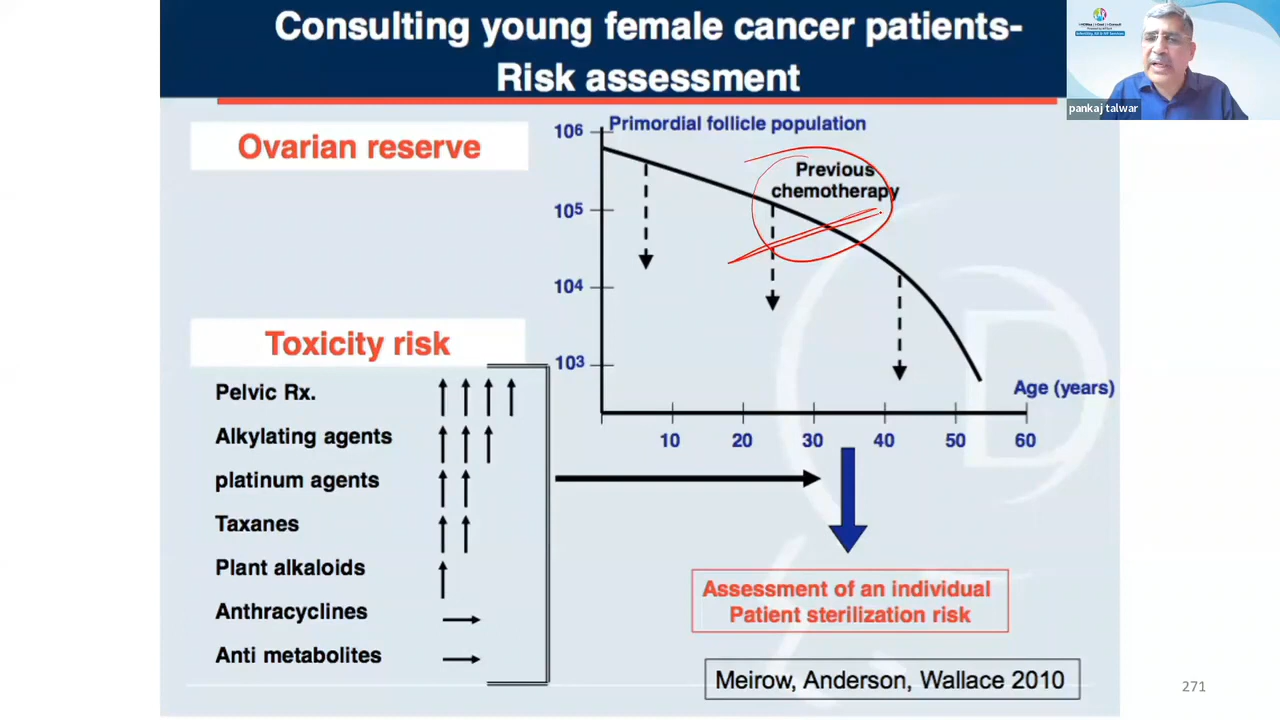 Consulting young female cancer patients-
Risk assessment
pankaj talwar
Ovarian reserve
Primordial follicle population
Previous
chemotherapy
106
105
104
103
Age (years)
10 20 30 40 50 60
Toxicity risk
Pelvic Rx.
Alkylating agents
platinum agents
Taxanes
Plant alkaloids
Anthracyclines
Anti metabolites
Assessment of an individual
Patient sterilization risk
Meirow, Anderson, Wallace 2010
271